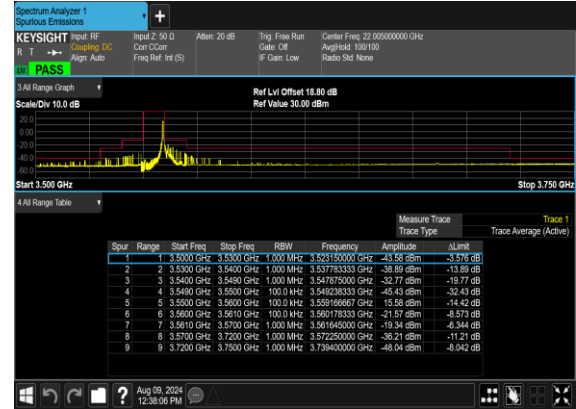 Spectrum Analyzer 1
Spurious Emissions
+
KEYSIGHT Input: RF Input Z: 50 Ω Atten: 20 dB Trig: Free Run Center Freq: 22.005000000 GHz
R T Coupling: DC Corr CCorr Gate: Off Avg|Hold: 100/100
Align: Auto Freq Ref: Int (S) IF Gain: Low Radio Std: None
PASS
3 All Range Graph
Ref Lvl Offset 18.80 dB
Scale/Div 10.0 dB Ref Value 30.00 dBm
20.0
0.00
-20.0
-40.0
-60.0
Start 3.500 GHz Stop 3.750 GHz
4 All Range Table
Measure Trace Trace 1
Trace Type Trace Average (Active)
Spur Range Start Freq Stop Freq RBW Frequency Amplitude ΔLimit
1 1 3.5000 GHz 3.5300 GHz 1.000 MHz 3.523150000 GHz -43.58 dBm -3.576 dB
2 2 3.5300 GHz 3.5400 GHz 1.000 MHz 3.537783333 GHz -38.89 dBm -13.89 dB
3 3 3.5400 GHz 3.5490 GHz 1.000 MHz 3.547875000 GHz -32.77 dBm -19.77 dB
4 4 3.5490 GHz 3.5500 GHz 100.0 kHz 3.549238333 GHz -45.43 dBm -32.43 dB
5 5 3.5500 GHz 3.5600 GHz 100.0 kHz 3.559166667 GHz 15.58 dBm -14.42 dB
6 6 3.5600 GHz 3.5610 GHz 100.0 kHz 3.560178333 GHz -21.57 dBm -8.573 dB
7 7 3.5610 GHz 3.5700 GHz 1.000 MHz 3.561645000 GHz -19.34 dBm -6.344 dB
8 8 3.5700 GHz 3.7200 GHz 1.000 MHz 3.572250000 GHz -36.21 dBm -11.21 dB
9 9 3.7200 GHz 3.7500 GHz 1.000 MHz 3.739400000 GHz -48.04 dBm -8.042 dB
? Aug 09, 2024
12:38:06 PM